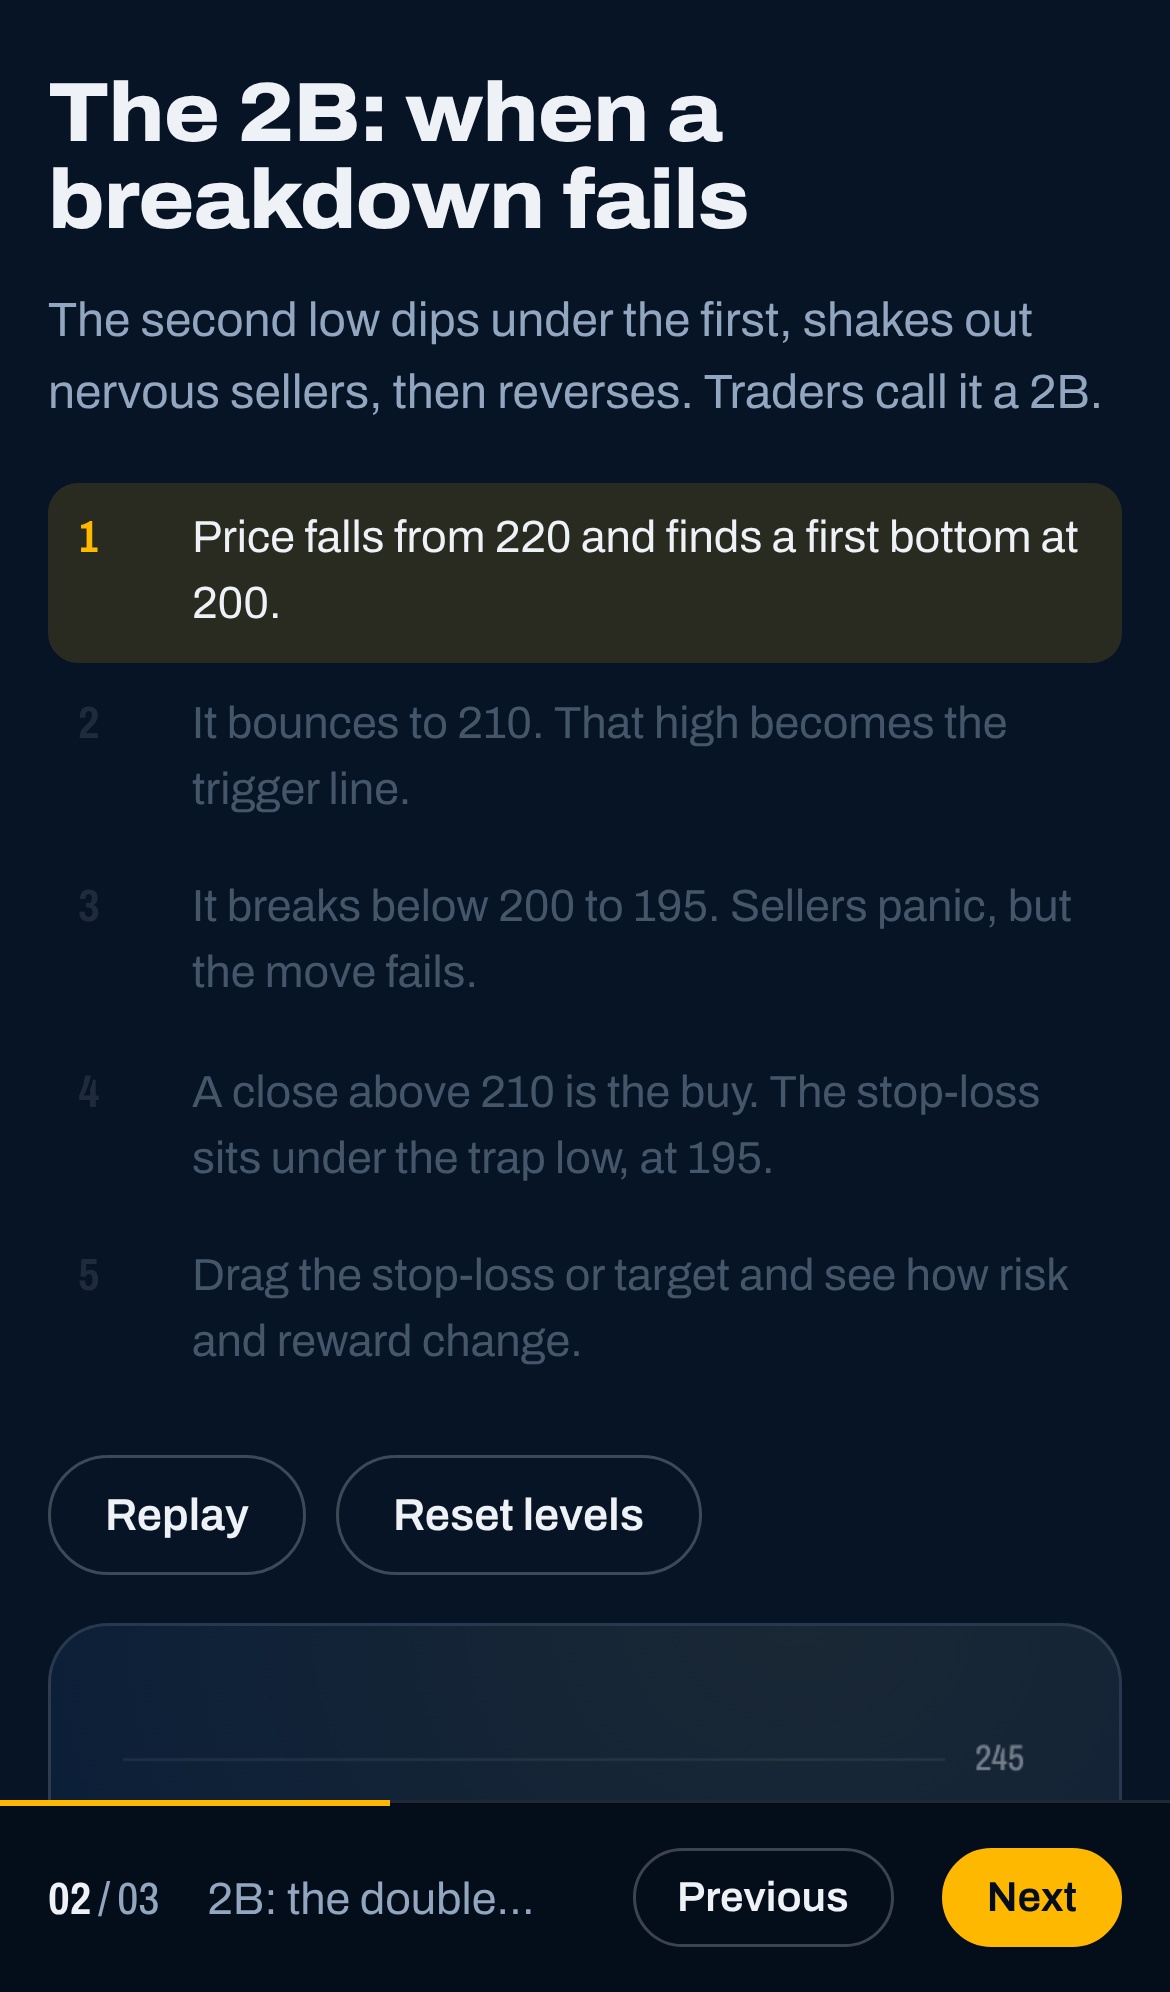 The 2B: when a
breakdown fails
The second low dips under the first, shakes out
nervous sellers, then reverses. Traders call it a 2B.
1 Price falls from 220 and finds a first bottom at
200.
2 It bounces to 210. That high becomes the
trigger line.
3 It breaks below 200 to 195. Sellers panic, but
the move fails.
4 A close above 210 is the buy. The stop-loss
sits under the trap low, at 195.
5 Drag the stop-loss or target and see how risk
and reward change.
Replay Reset levels
245
02 / 03 2B: the double... Previous Next